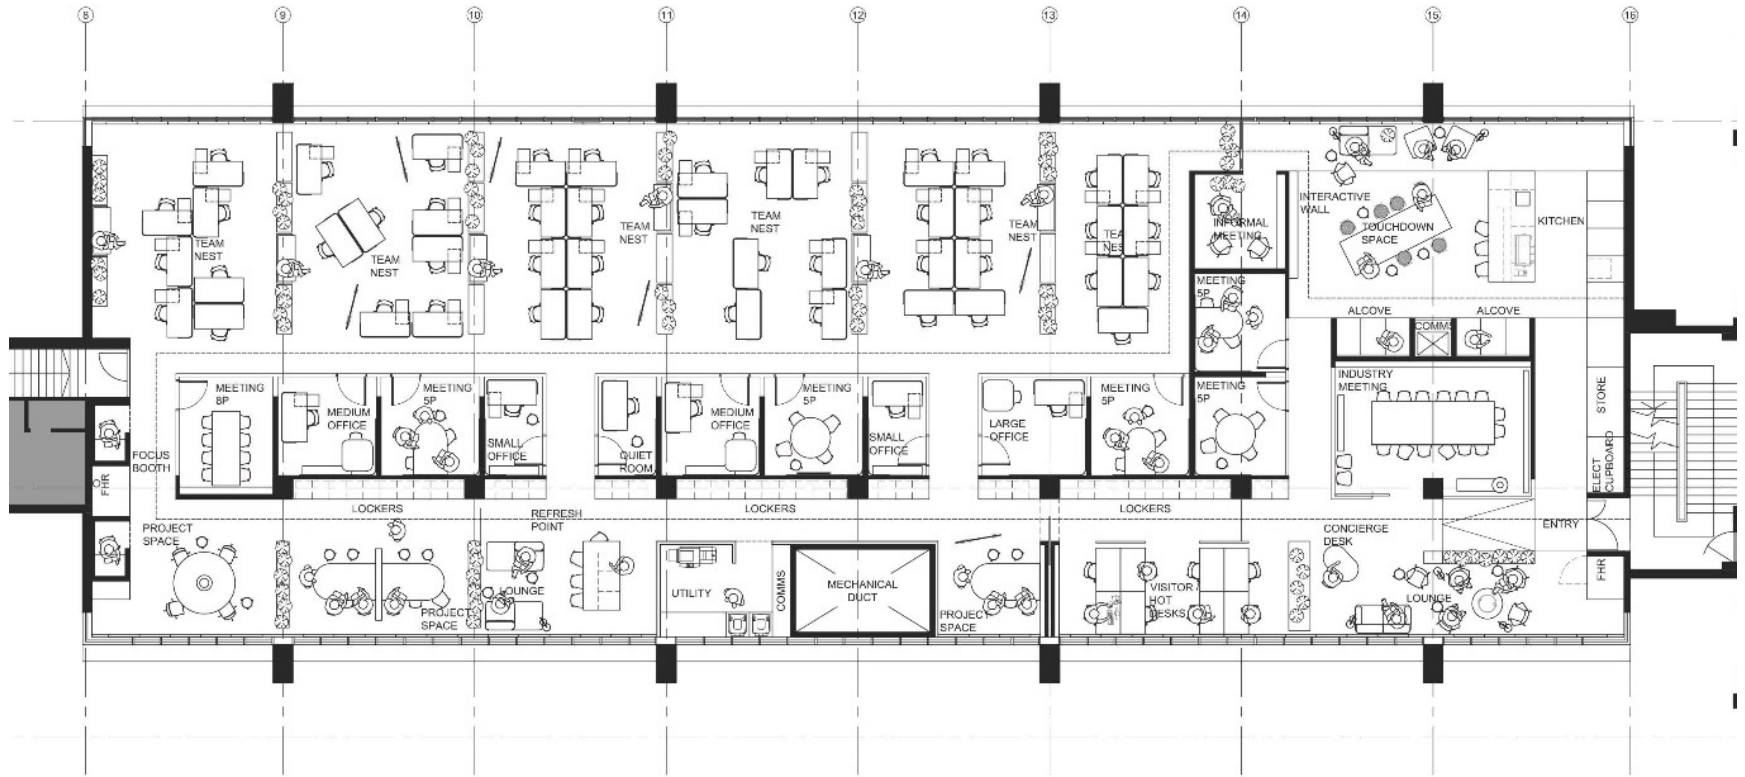 8
9
10
11
12
13
14
15
16
TEAM
NEST
TEAM
NEST
TEAM
NEST
TEAM
NEST
TEAM
NEST
INFORMAL
MEETING
INTERACTIVE
WALL
TOUCHDOWN
SPACE
KITCHEN
MEETING
5P
ALCOVE
COMMS
ALCOVE
MEETING
8P
MEDIUM
OFFICE
MEETING
5P
SMALL
OFFICE
QUIET
ROOM
MEDIUM
OFFICE
MEETING
5P
SMALL
OFFICE
LARGE
OFFICE
MEETING
5P
MEETING
5P
INDUSTRY
MEETING
STORE
ELECT
CUPBOARD
FOCUS
BOOTH
FHR
LOCKERS
LOCKERS
LOCKERS
PROJECT
SPACE
REFRESH
POINT
CONCIERGE
DESK
ENTRY
PROJECT
SPACE
LOUNGE
UTILITY
COMMS
MECHANICAL
DUCT
PROJECT
SPACE
VISITOR /
HOT
DESKS
LOUNGE
FHR